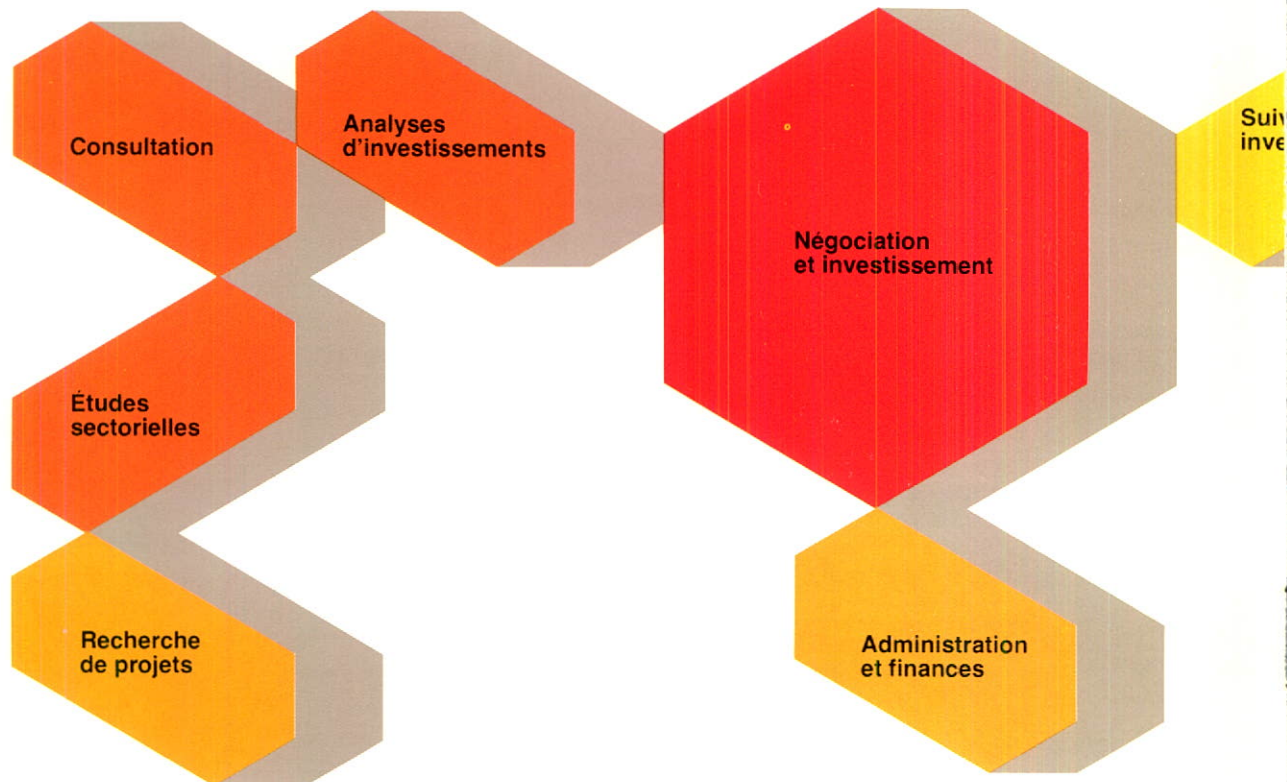 Consultation
Analyses
d'investissements
Négociation
et investissement
Études
sectorielles
Recherche
de projets
Administration
et finances